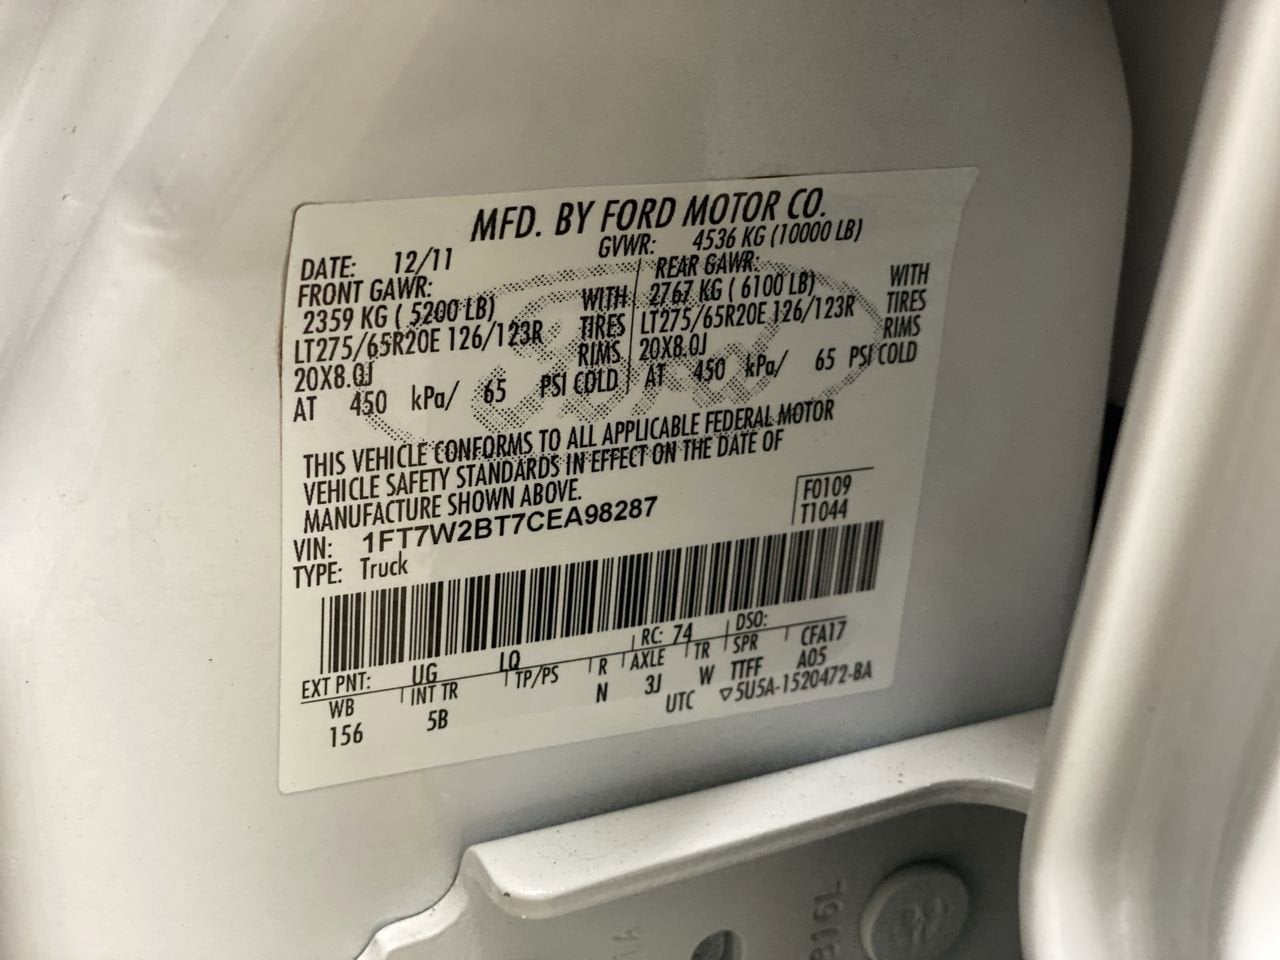 MFD. BY FORD MOTOR CO.
DATE: 12/11 GVWR: 4536 KG (10000 LB)
FRONT GAWR: REAR GAWR:
2359 KG ( 5200 LB) WITH 2767 KG ( 6100 LB) WITH
LT275/65R20E 126/123R TIRES LT275/65R20E 126/123R TIRES
20X8.0J RIMS 20X8.0J RIMS
AT 450 kPa/ 65 PSI COLD AT 450 kPa/ 65 PSI COLD
THIS VEHICLE CONFORMS TO ALL APPLICABLE FEDERAL MOTOR
VEHICLE SAFETY STANDARDS IN EFFECT ON THE DATE OF
MANUFACTURE SHOWN ABOVE.
F0109
VIN: 1FT7W2BT7CEA98287 T1044
TYPE: Truck
EXT PNT: UG LQ RC: 74 DSO:
WB INT TR TP/PS R AXLE TR SPR CFA17
156 5B N 3J W TTFF A05
UTC ▽5U5A-1520472-BA